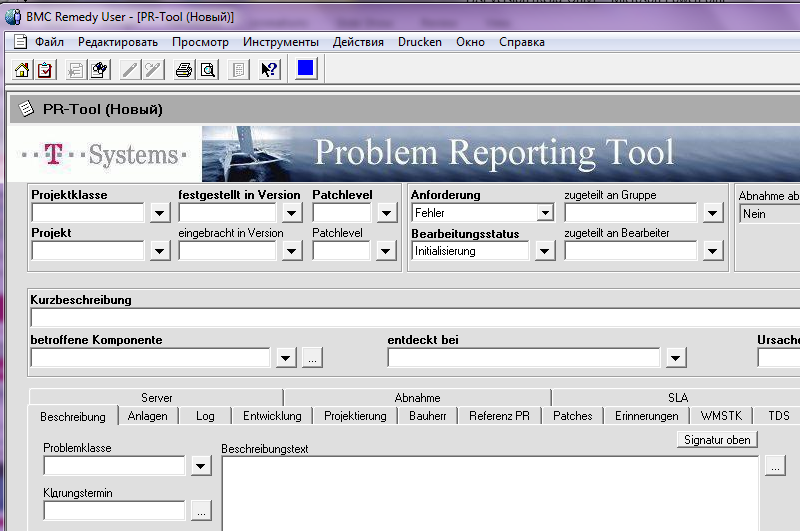 BMC Remedy User - [PR-Tool (Новый)]
Файл Редактировать Просмотр Инструменты Действия Drucken Окно Справка
PR-Tool (Новый)
T Systems Problem Reporting Tool
Projektklasse festgestellt in Version Patchlevel Anforderung zugeteilt an Gruppe Abnahme ab
Fehler Nein
Projekt eingebracht in Version Patchlevel Bearbeitungsstatus zugeteilt an Bearbeiter
Initialisierung
Kurzbeschreibung
betroffene Komponente entdeckt bei Ursache
...
Server Abnahme SLA
Beschreibung Anlagen Log Entwicklung Projektierung Bauherr Referenz PR Patches Erinnerungen WMSTK TDS
Signatur oben
Problemklasse Beschreibungstext
...
Klärungstermin
...